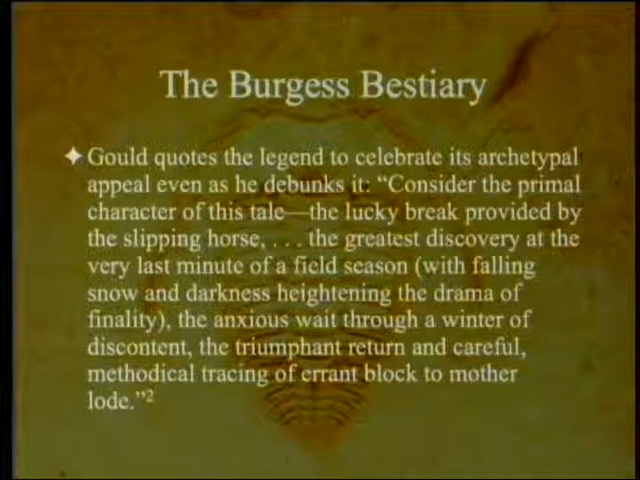 The Burgess Bestiary
Gould quotes the legend to celebrate its archetypal
appeal even as he debunks it: “Consider the primal
character of this tale—the lucky break provided by
the slipping horse, . . . the greatest discovery at the
very last minute of a field season (with falling
snow and darkness heightening the drama of
finality), the anxious wait through a winter of
discontent, the triumphant return and careful,
methodical tracing of errant block to mother
lode.”2